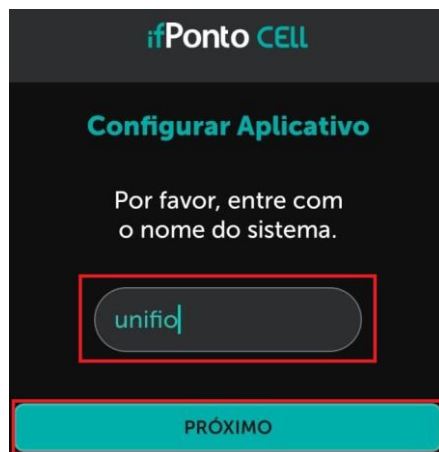 ifPonto CELL
Configurar Aplicativo
Por favor, entre com
o nome do sistema.
unifio
PRÓXIMO